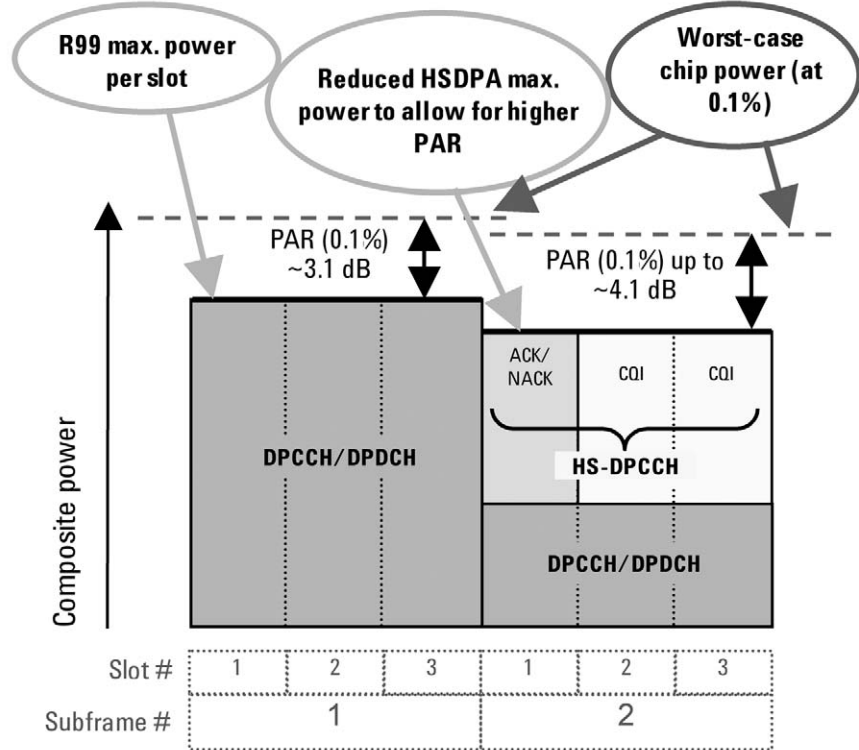 R99 max. power
per slot
Reduced HSDPA max.
power to allow for higher
PAR
Worst-case
chip power (at
0.1%)
PAR (0.1%)
~3.1 dB
PAR (0.1%) up to
~4.1 dB
ACK/
NACK
CQI
CQI
DPCCH/DPDCH
HS-DPCCH
DPCCH/DPDCH
Composite power
Slot # 1 2 3 1 2 3
Subframe # 1 2